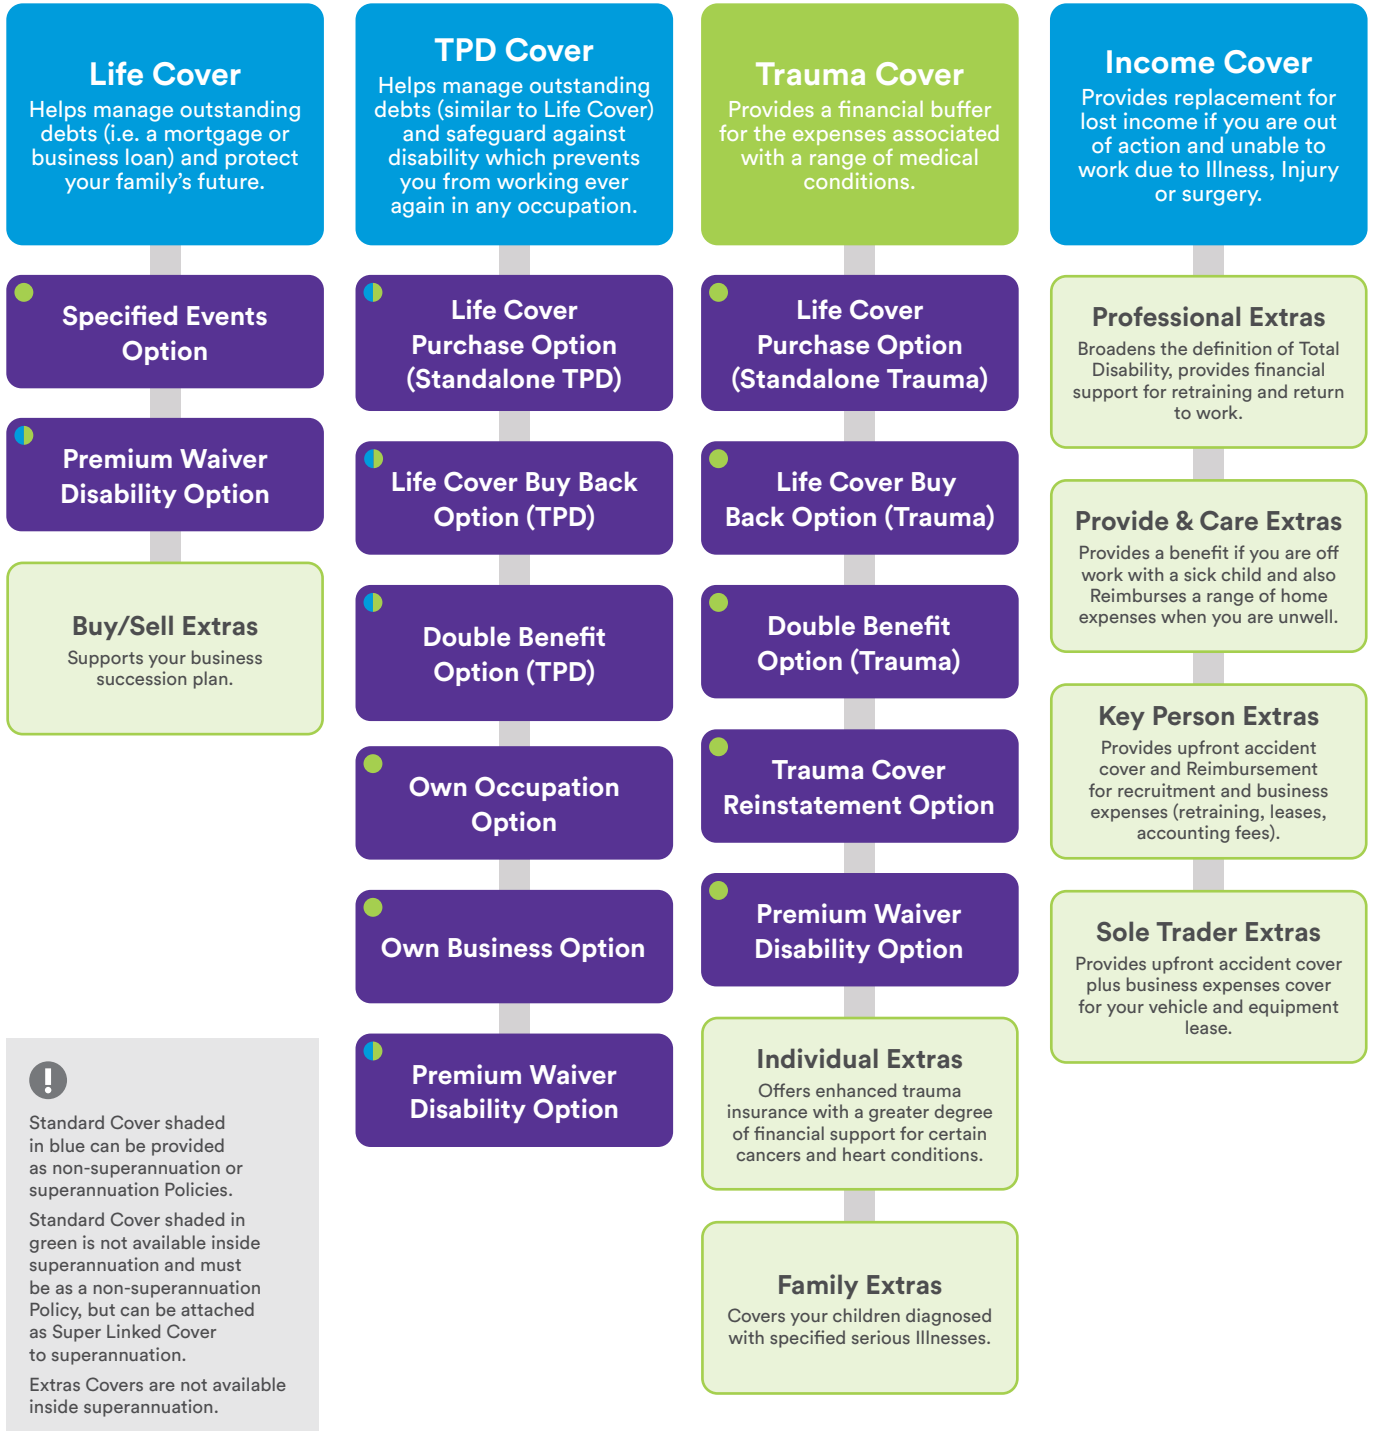 Life Cover
Helps manage outstanding
debts (i.e. a mortgage or
business loan) and protect
your family's future.
Specified Events
Option
Premium Waiver
Disability Option
Buy/Sell Extras
Supports your business
succession plan.
Standard Cover shaded
in blue can be provided
as non-superannuation or
superannuation Policies.
Standard Cover shaded in
green is not available inside
superannuation and must
be as a non-superannuation
Policy, but can be attached
as Super Linked Cover
to superannuation.
Extras Covers are not available
inside superannuation.
TPD Cover
Helps manage outstanding
debts (similar to Life Cover)
and safeguard against
disability which prevents
you from working ever
again in any occupation.
Life Cover
Purchase Option
(Standalone TPD)
Life Cover Buy Back
Option (TPD)
Double Benefit
Option (TPD)
Own Occupation
Option
Own Business Option
Premium Waiver
Disability Option
Trauma Cover
Provides a financial buffer
for the expenses associated
with a range of medical
conditions.
Life Cover
Purchase Option
(Standalone Trauma)
Life Cover Buy
Back Option (Trauma)
Double Benefit
Option (Trauma)
Trauma Cover
Reinstatement Option
Premium Waiver
Disability Option
Individual Extras
Offers enhanced trauma
insurance with a greater degree
of financial support for certain
cancers and heart conditions.
Family Extras
Covers your children diagnosed
with specified serious Illnesses.
Income Cover
Provides replacement for
lost income if you are out
of action and unable to
work due to Illness, Injury
or surgery.
Professional Extras
Broadens the definition of Total
Disability, provides financial
support for retraining and return
to work.
Provide & Care Extras
Provides a benefit if you are off
work with a sick child and also
Reimburses a range of home
expenses when you are unwell.
Key Person Extras
Provides upfront accident
cover and Reimbursement
for recruitment and business
expenses (retraining, leases,
accounting fees).
Sole Trader Extras
Provides upfront accident cover
plus business expenses cover
for your vehicle and equipment
lease.